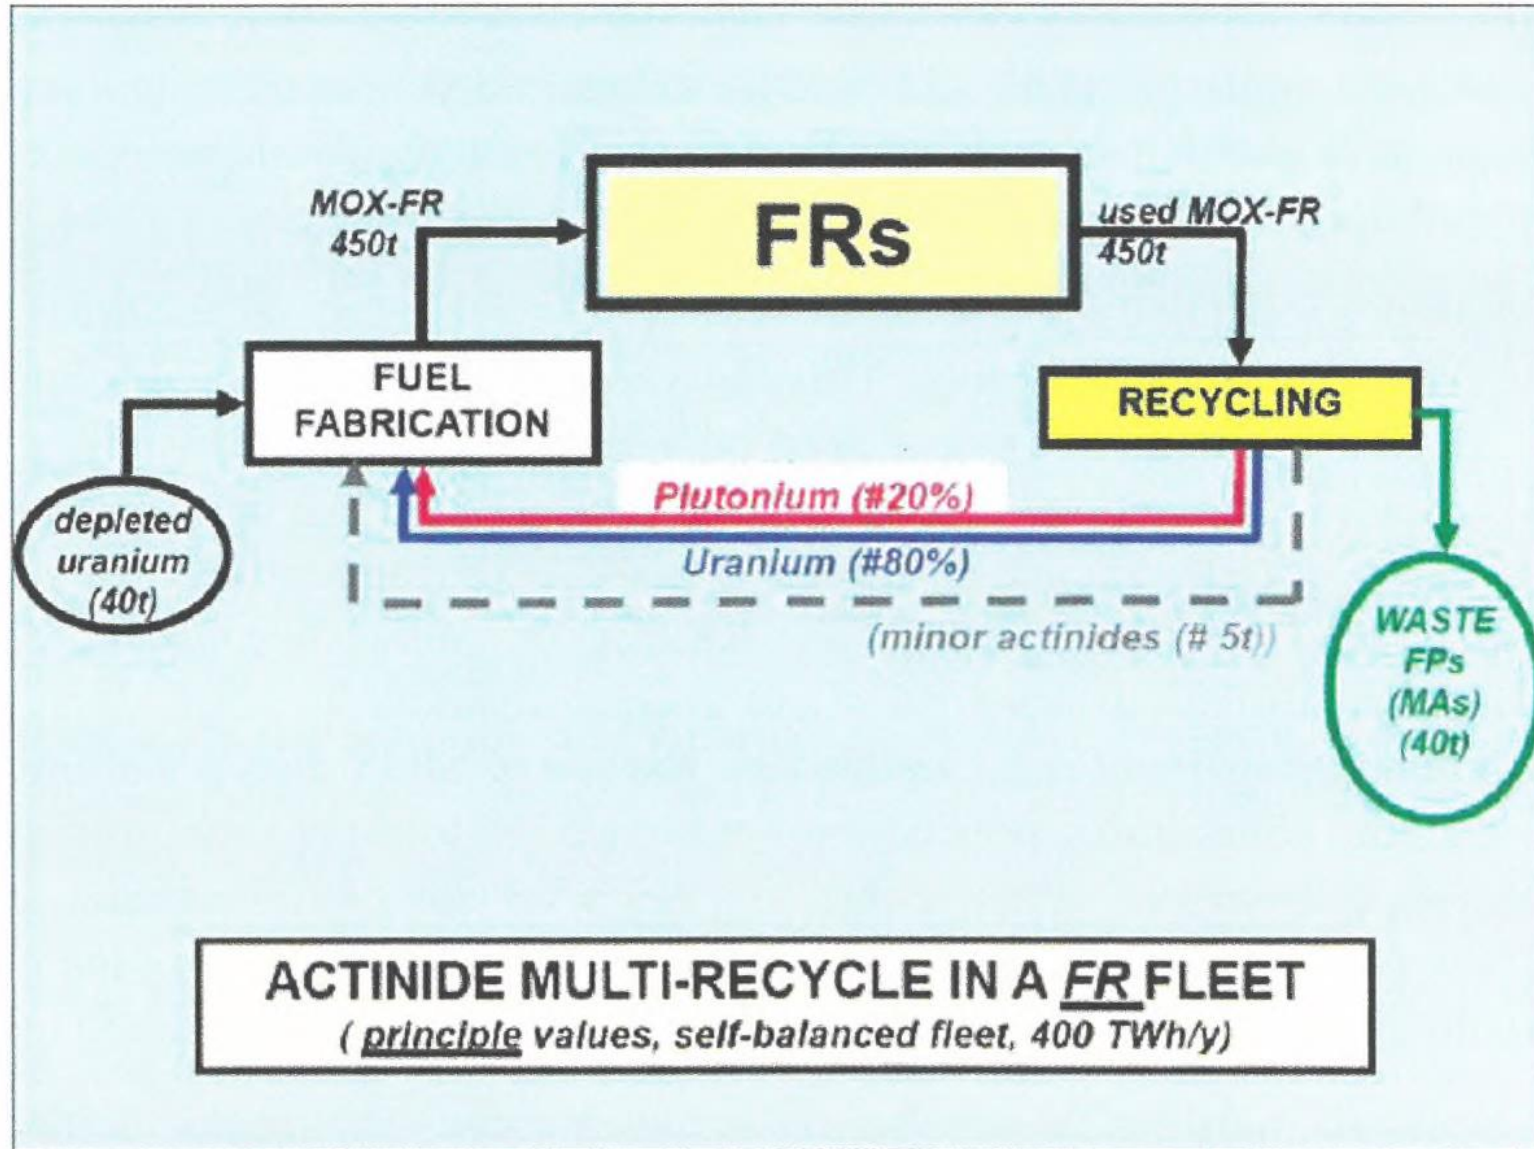 MOX-FR
450t
FRs
used MOX-FR
450t
FUEL
FABRICATION
RECYCLING
depleted
uranium
(40t)
Plutonium (#20%)
Uranium (#80%)
(minor actinides (# 5t))
WASTE
FPs
(MAs)
(40t)
ACTINIDE MULTI-RECYCLE IN A FR FLEET
( principle values, self-balanced fleet, 400 TWh/y)